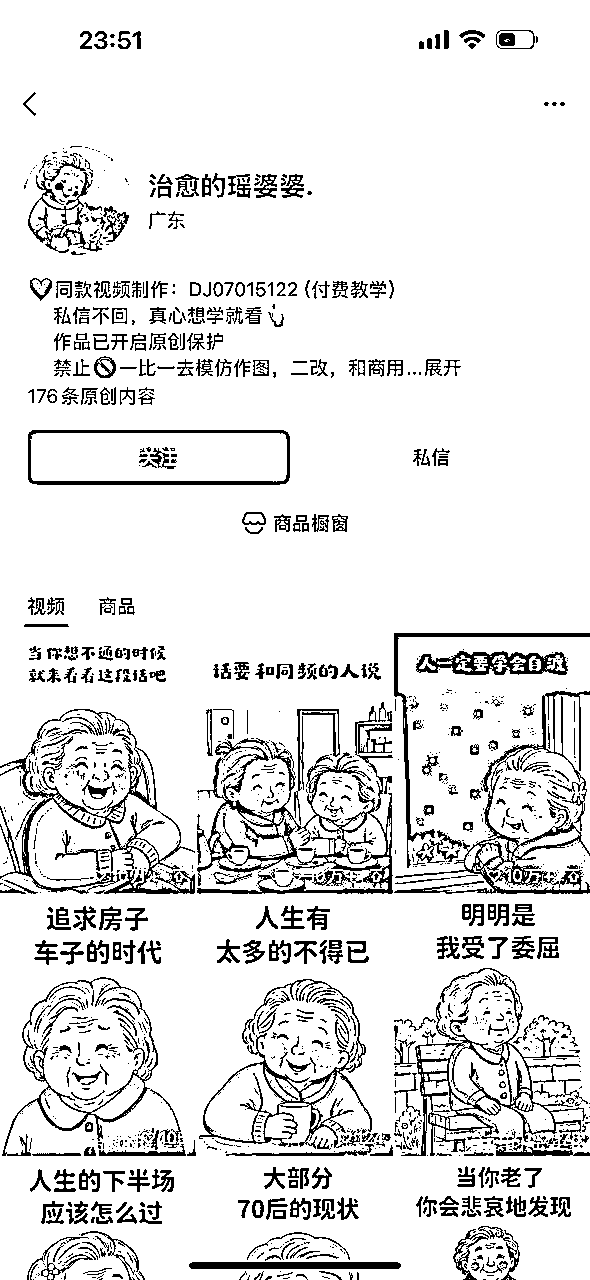 23:51
治愈的瑶婆婆.
广东
同款视频制作：DJ07015122 (付费教学)
私信不回，真心想学就看
作品已开启原创保护
禁止🚫一比一去模仿作图，二改，和商用...展开
176条原创内容
关注
私信
商品橱窗
视频 商品
当你想不通的时候
就来看看这段话吧
话要和同频的人说
人一定要学会自渡
追求房子
车子的时代
人生有
太多的不得已
明明是
我受了委屈
人生的下半场
应该怎么过
大部分
70后的现状
当你老了
你会悲哀地发现